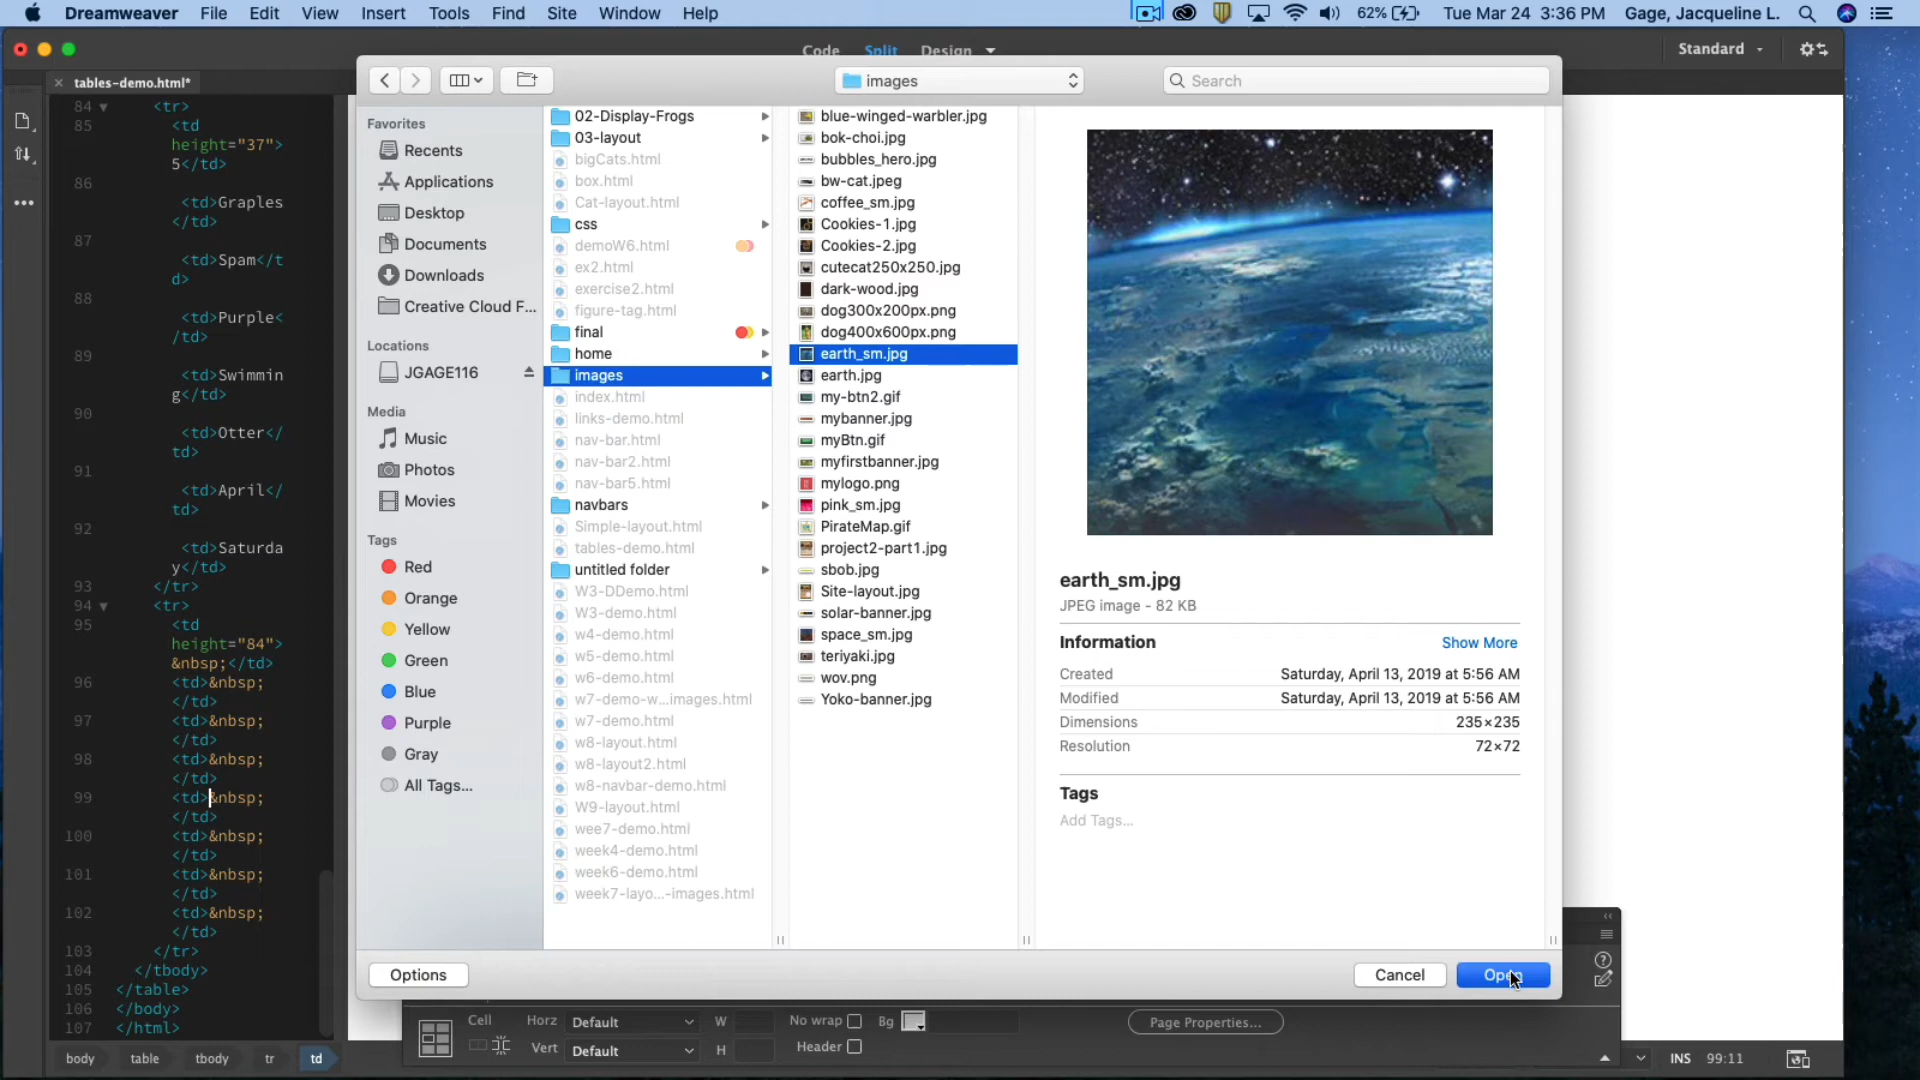 Dreamweaver File Edit View Insert Tools Find Site Window Help 62% Tue Mar 24 3:36 PM Gage, Jacqueline L.
Code Split Design Standard
tables-demo.html*
84 <tr>
85 <td
height="37">
5</td>
86
<td>Graples
</td>
87
<td>Spam</t
d>
88
<td>Purple<
/td>
89
<td>Swimmin
g</td>
90
<td>Otter</
td>
91
<td>April</
td>
92
<td>Saturda
y</td>
93 </tr>
94 <tr>
95 <td
height="84">
&nbsp;</td>
96 <td>&nbsp;
</td>
97 <td>&nbsp;
</td>
98 <td>&nbsp;
</td>
99 <td>&nbsp;
</td>
100 <td>&nbsp;
</td>
101 <td>&nbsp;
</td>
102 <td>&nbsp;
</td>
103 </tr>
104 </tbody>
105 </table>
106 </body>
107 </html>
images
Search
Favorites
Recents
Applications
Desktop
Documents
Downloads
Creative Cloud F...
Locations
JGAGE116
Media
Music
Photos
Movies
Tags
Red
Orange
Yellow
Green
Blue
Purple
Gray
All Tags...
02-Display-Frogs
03-layout
bigCats.html
box.html
Cat-layout.html
css
demoW6.html
ex2.html
exercise2.html
figure-tag.html
final
home
images
index.html
links-demo.html
nav-bar.html
nav-bar2.html
nav-bar5.html
navbars
Simple-layout.html
tables-demo.html
untitled folder
W3-DDemo.html
W3-demo.html
w4-demo.html
w5-demo.html
w6-demo.html
w7-demo-w...images.html
w7-demo.html
w8-layout.html
w8-layout2.html
w8-navbar-demo.html
W9-layout.html
wee7-demo.html
week4-demo.html
week6-demo.html
week7-layo...-images.html
blue-winged-warbler.jpg
bok-choi.jpg
bubbles_hero.jpg
bw-cat.jpeg
coffee_sm.jpg
Cookies-1.jpg
Cookies-2.jpg
cutecat250x250.jpg
dark-wood.jpg
dog300x200px.png
dog400x600px.png
earth_sm.jpg
earth.jpg
my-btn2.gif
mybanner.jpg
myBtn.gif
myfirstbanner.jpg
mylogo.png
pink_sm.jpg
PirateMap.gif
project2-part1.jpg
sbob.jpg
Site-layout.jpg
solar-banner.jpg
space_sm.jpg
teriyaki.jpg
wov.png
Yoko-banner.jpg
earth_sm.jpg
JPEG image - 82 KB
Information Show More
Created Saturday, April 13, 2019 at 5:56 AM
Modified Saturday, April 13, 2019 at 5:56 AM
Dimensions 235×235
Resolution 72×72
Tags
Add Tags...
Options Cancel Open
Cell Horz Default W No wrap Bg Page Properties...
Vert Default H Header
body table tbody tr td INS 99:11